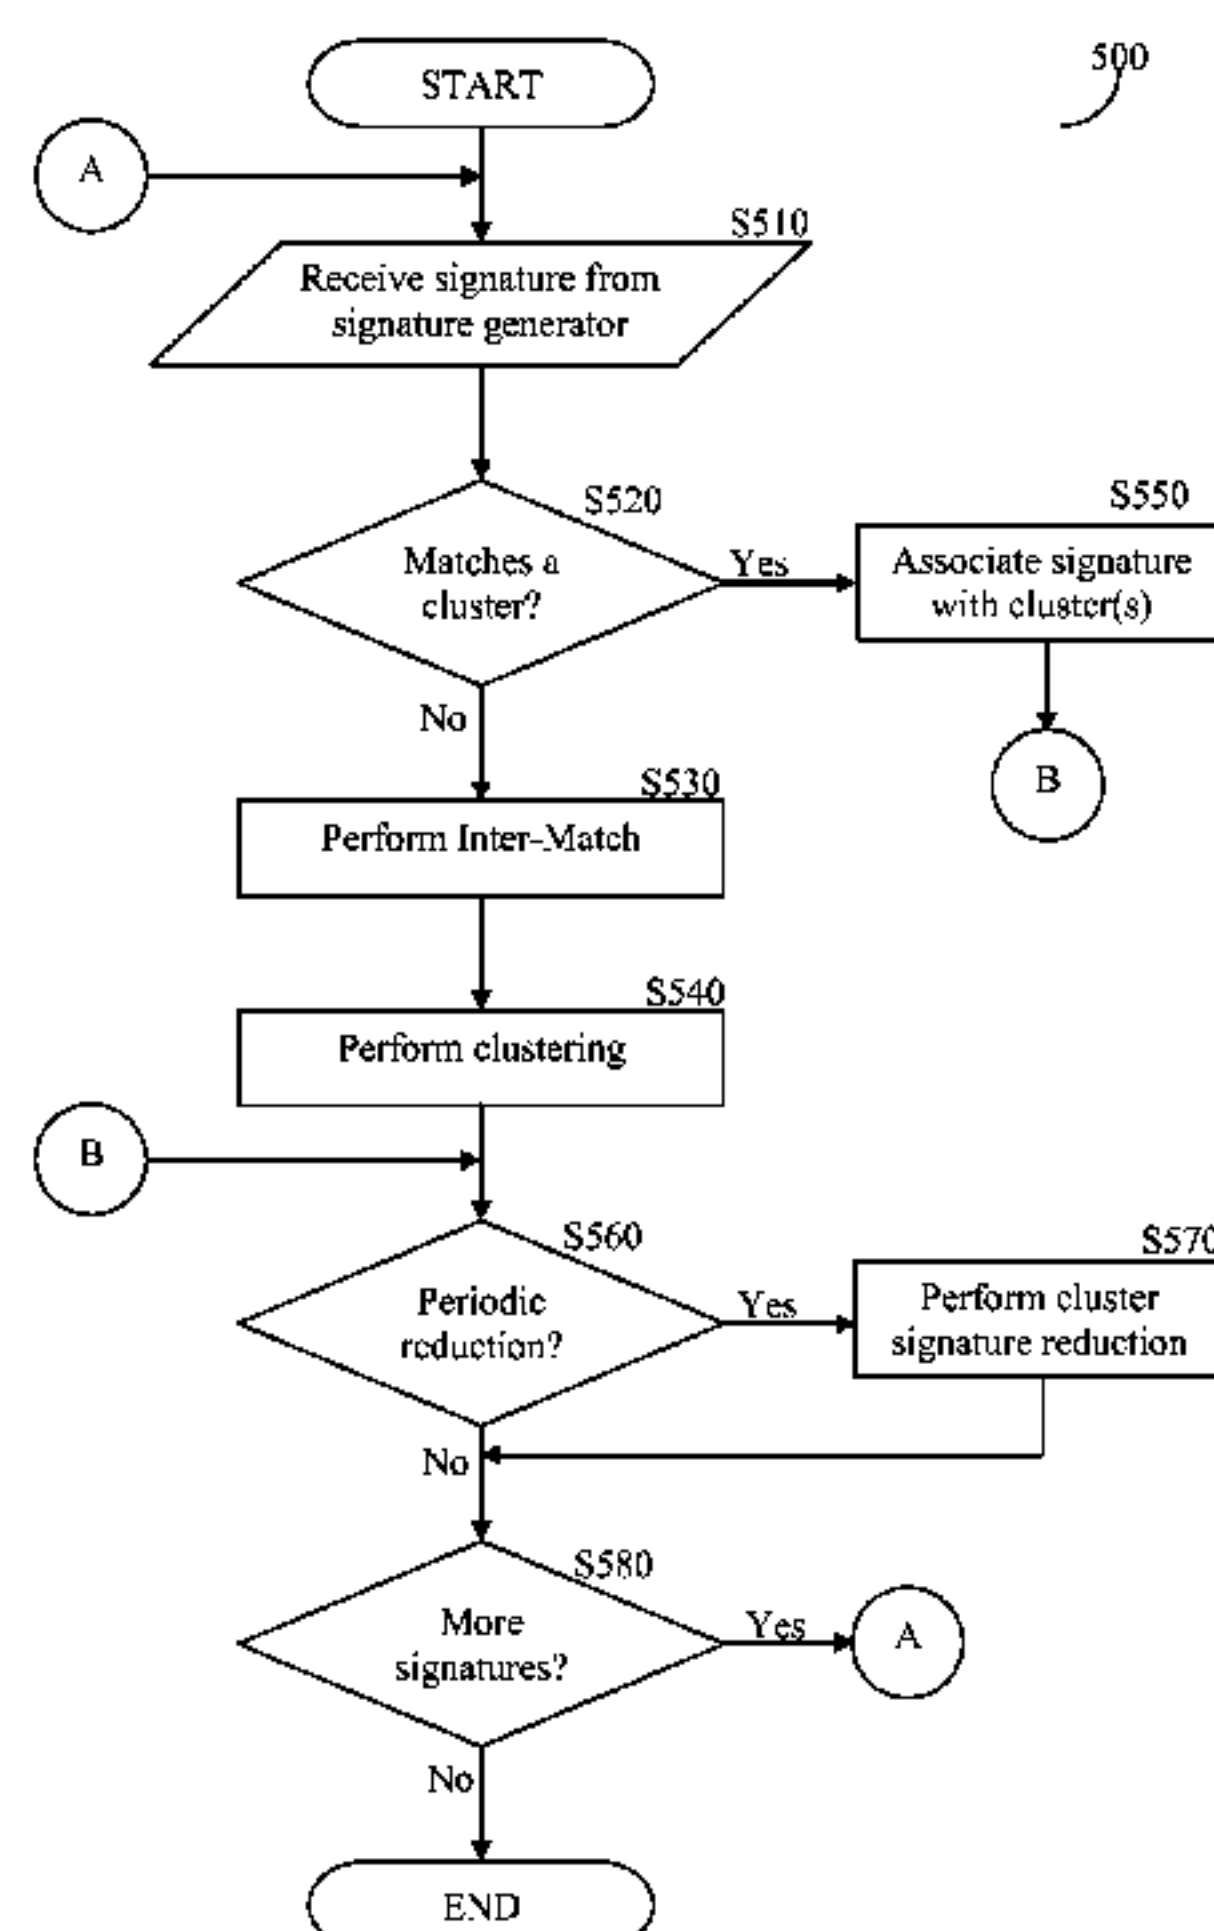 500
START
A
S510
Receive signature from
signature generator
S520
Matches a
cluster?
Yes
S550
Associate signature
with cluster(s)
No
B
S530
Perform Inter-Match
S540
Perform clustering
B
S560
Periodic
reduction?
Yes
S570
Perform cluster
signature reduction
No
S580
More
signatures?
Yes
A
No
END